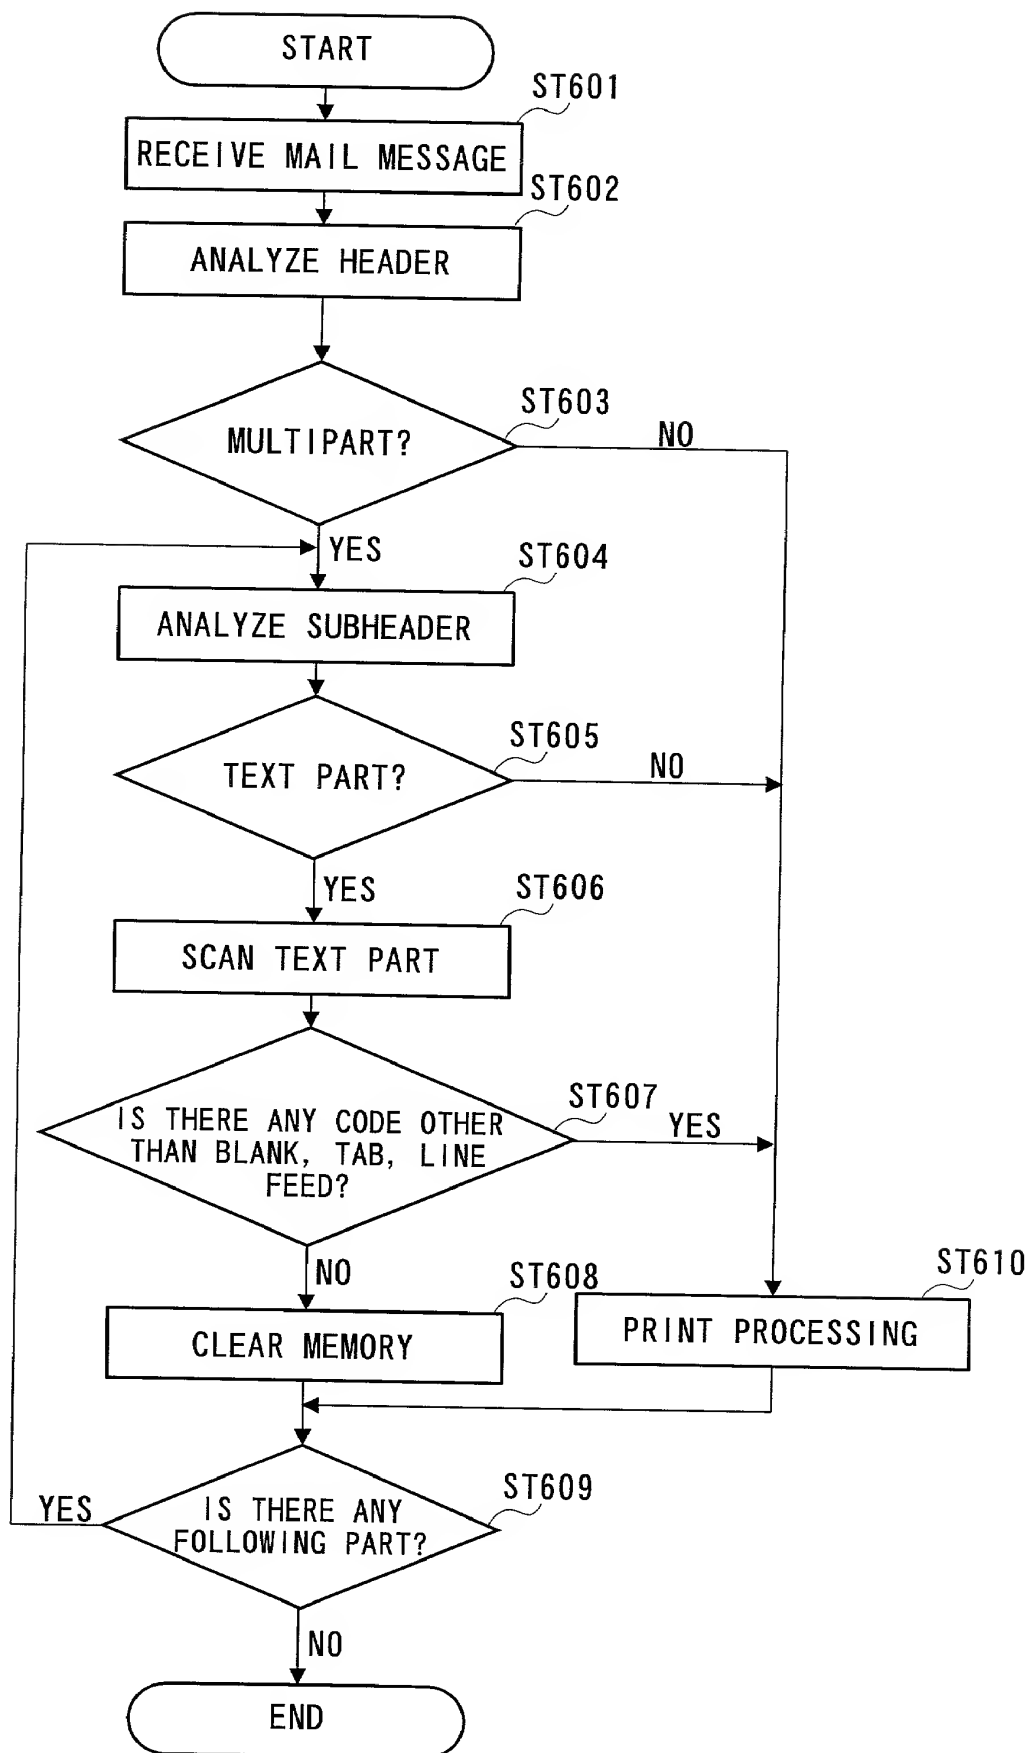 START
ST601
RECEIVE MAIL MESSAGE
ST602
ANALYZE HEADER
ST603
MULTIPART?
NO
YES
ST604
ANALYZE SUBHEADER
ST605
TEXT PART?
NO
YES
ST606
SCAN TEXT PART
ST607
IS THERE ANY CODE OTHER
THAN BLANK, TAB, LINE
FEED?
YES
NO
ST608
CLEAR MEMORY
ST610
PRINT PROCESSING
ST609
YES
IS THERE ANY
FOLLOWING PART?
NO
END